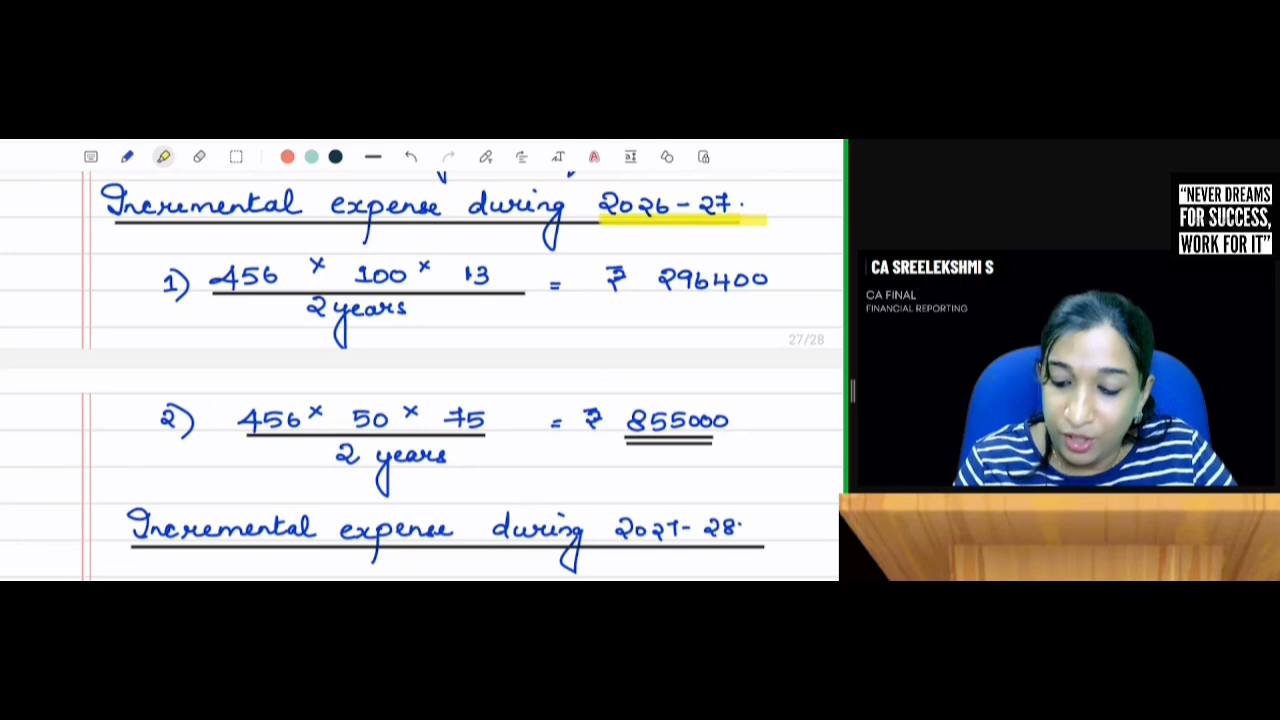 Incremental expense during 2026-27.
1) 456 × 100 × 13 = ₹ 296400
2 years
27/28
2) 456 × 50 × 75 = ₹ 855000
2 years
Incremental expense during 2027-28.
"NEVER DREAMS
FOR SUCCESS,
WORK FOR IT"
CA SREELEKSHMI S
CA FINAL
FINANCIAL REPORTING